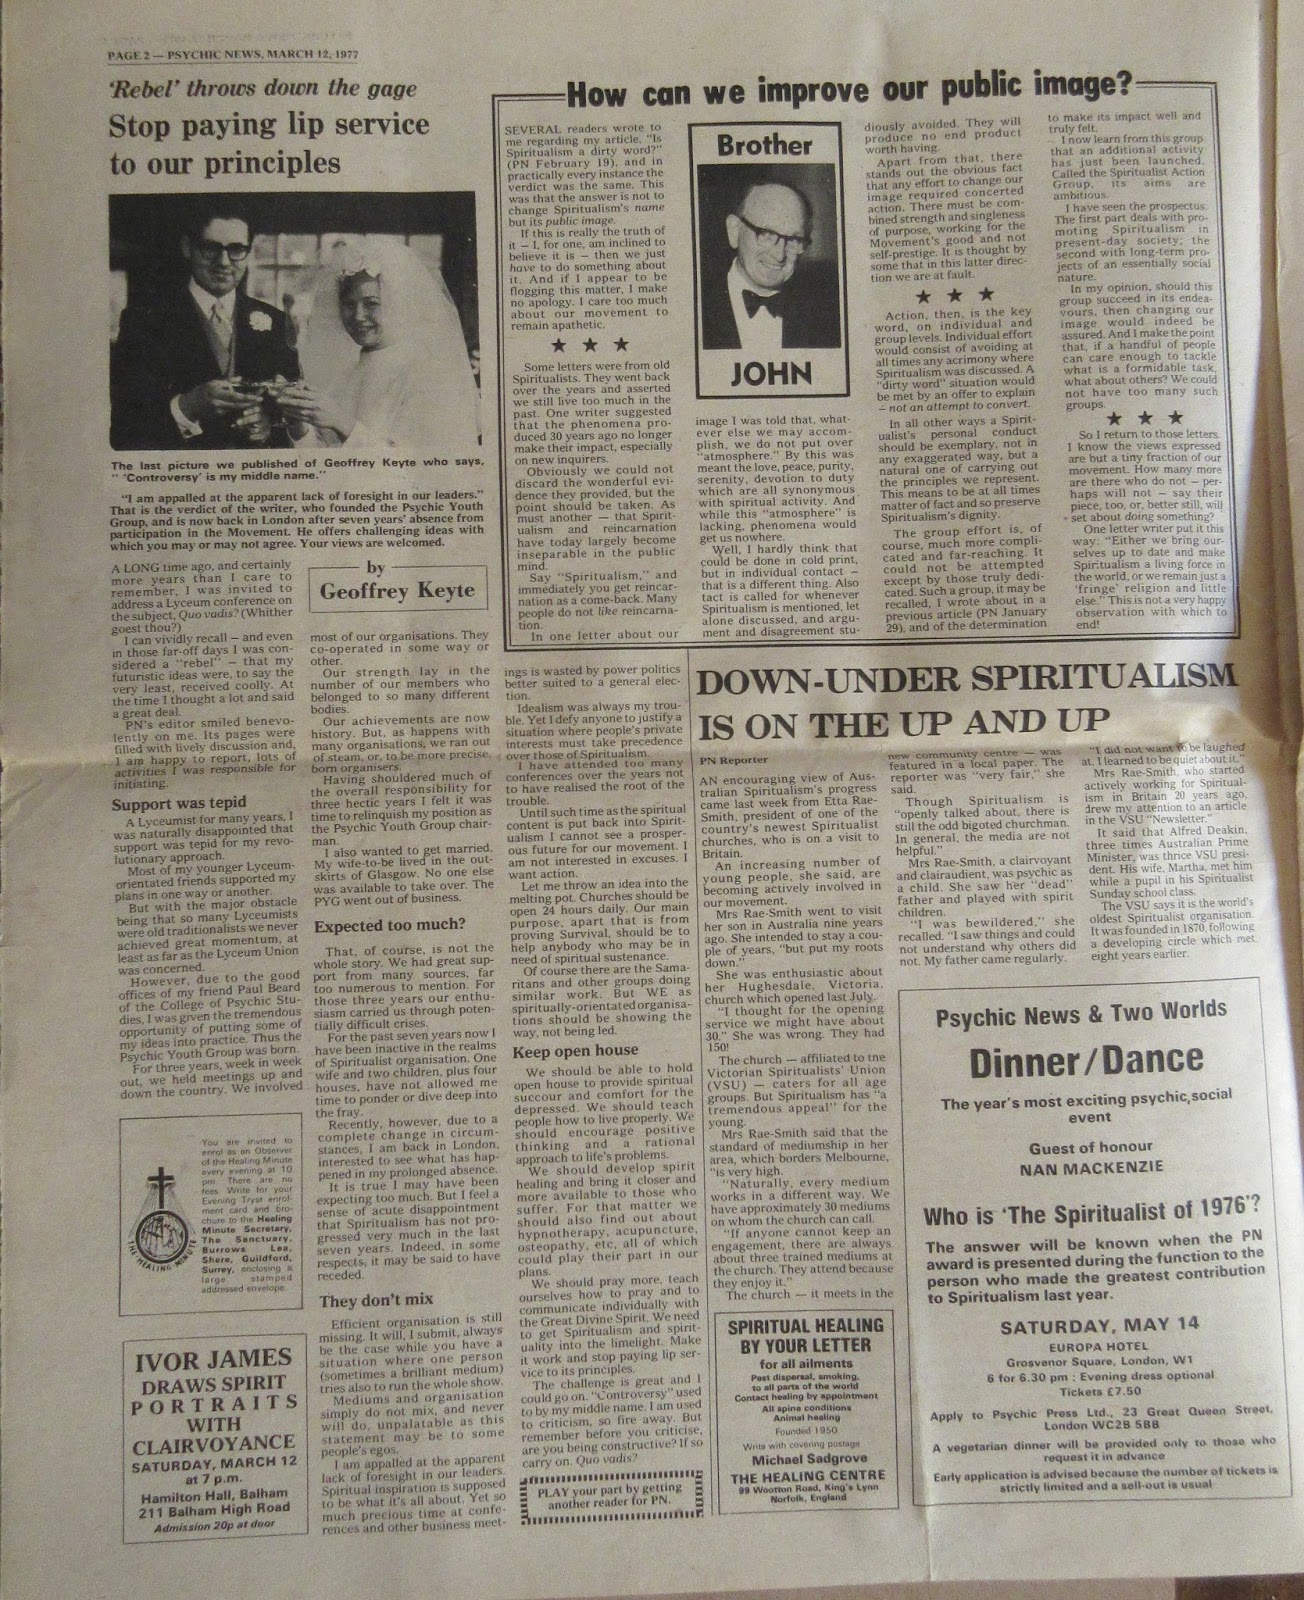 PAGE 2 — PSYCHIC NEWS, MARCH 12, 1977
'Rebel' throws down the gage
Stop paying lip service
to our principles
The last picture we published of Geoffrey Keyte who says,
" 'Controversy' is my middle name."
"I am appalled at the apparent lack of foresight in our leaders."
That is the verdict of the writer, who founded the Psychic Youth
Group, and is now back in London after seven years' absence from
participation in the Movement. He offers challenging ideas with
which you may or may not agree. Your views are welcomed.
by
Geoffrey Keyte
A LONG time ago, and certainly
more years than I care to
remember, I was invited to
address a Lyceum conference on
the subject, Quo vadis? (Whither
goest thou?)
I can vividly recall — and even
in those far-off days I was con-
sidered a "rebel" — that my
futuristic ideas were, to say the
very least, received coolly. At
the time I thought a lot and said
a great deal.
PN's editor smiled benevo-
lently on me. Its pages were
filled with lively discussion and,
I am happy to report, lots of
activities I was responsible for
initiating.
Support was tepid
A Lyceumist for many years, I
was naturally disappointed that
support was tepid for my revo-
lutionary approach.
Most of my younger Lyceum-
orientated friends supported my
plans in one way or another.
But with the major obstacle
being that so many Lyceumists
were old traditionalists we never
achieved great momentum, at
least as far as the Lyceum Union
was concerned.
However, due to the good
offices of my friend Paul Beard
of the College of Psychic Stu-
dies, I was given the tremendous
opportunity of putting some of
my ideas into practice. Thus the
Psychic Youth Group was born.
For three years, week in week
out, we held meetings up and
down the country. We involved
most of our organisations. They
co-operated in some way or
other.
Our strength lay in the
number of our members who
belonged to so many different
bodies.
Our achievements are now
history. But, as happens with
many organisations, we ran out
of steam, or, to be more precise,
born organisers.
Having shouldered much of
the overall responsibility for
three hectic years I felt it was
time to relinquish my position as
the Psychic Youth Group chair-
man.
I also wanted to get married.
My wife-to-be lived in the out-
skirts of Glasgow. No one else
was available to take over. The
PYG went out of business.
Expected too much?
That, of course, is not the
whole story. We had great sup-
port from many sources, far
too numerous to mention. For
those three years our enthu-
siasm carried us through poten-
tially difficult crises.
For the past seven years now I
have been inactive in the realms
of Spiritualist organisation. One
wife and two children, plus four
houses, have not allowed me
time to ponder or dive deep into
the fray.
Recently, however, due to a
complete change in circum-
stances, I am back in London,
interested to see what has hap-
pened in my prolonged absence.
It is true I may have been
expecting too much. But I feel a
sense of acute disappointment
that Spiritualism has not pro-
gressed very much in the last
seven years. Indeed, in some
respects, it may be said to have
receded.
They don't mix
Efficient organisation is still
missing. It will, I submit, always
be the case while you have a
situation where one person
(sometimes a brilliant medium)
tries also to run the whole show.
Mediums and organisation
simply do not mix, and never
will do, unpalatable as this
statement may be to some
people's egos.
I am appalled at the apparent
lack of foresight in our leaders.
Spiritual inspiration is supposed
to be what it's all about. Yet so
much precious time at confe-
rences and other business meet-
ings is wasted by power politics
better suited to a general elec-
tion.
Idealism was always my trou-
ble. Yet I defy anyone to justify a
situation where people's private
interests must take precedence
over those of Spiritualism.
I have attended too many
conferences over the years not
to have realised the root of the
trouble.
Until such time as the spiritual
content is put back into Spirit-
ualism I cannot see a prosper-
ous future for our movement. I
am not interested in excuses. I
want action.
Let me throw an idea into the
melting pot. Churches should be
open 24 hours daily. Our main
purpose, apart that is from
proving Survival, should be to
help anybody who may be in
need of spiritual sustenance.
Of course there are the Sama-
ritans and other groups doing
similar work. But WE as
spiritually-orientated organisa-
tions should be showing the
way, not being led.
Keep open house
We should be able to hold
open house to provide spiritual
succour and comfort for the
depressed. We should teach
people how to live properly. We
should encourage positive
thinking and a rational
approach to life's problems.
We should develop spirit
healing and bring it closer and
more available to those who
suffer. For that matter we
should also find out about
hypnotherapy, acupuncture,
osteopathy, etc, all of which
could play their part in our
plans.
We should pray more, teach
ourselves how to pray and to
communicate individually with
the Great Divine Spirit. We need
to get Spiritualism and spirit-
uality into the limelight. Make
it work and stop paying lip ser-
vice to its principles.
The challenge is great and I
could go on. "Controversy" used
to by my middle name. I am used
to criticism, so fire away. But
remember before you criticise,
are you being constructive? If so
carry on. Quo vadis?
PLAY your part by getting
another reader for PN.
You are invited to
enrol as an Observer
of the Healing Minute
every evening at 10
pm. There are no
fees. Write for your
Evening Tryst enrol-
ment card and bro-
chure to the Healing
Minute Secretary,
The Sanctuary,
Burrows Lea,
Shere, Guildford,
Surrey, enclosing a
large stamped
addressed envelope.
THE HEALING MINUTE
IVOR JAMES
DRAWS SPIRIT
PORTRAITS
WITH
CLAIRVOYANCE
SATURDAY, MARCH 12
at 7 p.m.
Hamilton Hall, Balham
211 Balham High Road
Admission 20p at door
How can we improve our public image?
SEVERAL readers wrote to
me regarding my article, "Is
Spiritualism a dirty word?"
(PN February 19), and in
practically every instance the
verdict was the same. This
was that the answer is not to
change Spiritualism's name
but its public image.
If this is really the truth of
it — I, for one, am inclined to
believe it is — then we just
have to do something about
it. And if I appear to be
flogging this matter, I make
no apology. I care too much
about our movement to
remain apathetic.
★ ★ ★
Some letters were from old
Spiritualists. They went back
over the years and asserted
we still live too much in the
past. One writer suggested
that the phenomena pro-
duced 30 years ago no longer
make their impact, especially
on new inquirers.
Obviously we could not
discard the wonderful evi-
dence they provided, but the
point should be taken. As
must another — that Spirit-
ualism and reincarnation
have today largely become
inseparable in the public
mind.
Say "Spiritualism," and
immediately you get reincar-
nation as a come-back. Many
people do not like reincarna-
tion.
In one letter about our
Brother
JOHN
image I was told that, what-
ever else we may accom-
plish, we do not put over
"atmosphere." By this was
meant the love, peace, purity,
serenity, devotion to duty
which are all synonymous
with spiritual activity. And
while this "atmosphere" is
lacking, phenomena would
get us nowhere.
Well, I hardly think that
could be done in cold print,
but in individual contact —
that is a different thing. Also
tact is called for whenever
Spiritualism is mentioned, let
alone discussed, and argu-
ment and disagreement stu-
diously avoided. They will
produce no end product
worth having.
Apart from that, there
stands out the obvious fact
that any effort to change our
image required concerted
action. There must be com-
bined strength and singleness
of purpose, working for the
Movement's good and not
self-prestige. It is thought by
some that in this latter direc-
tion we are at fault.
★ ★ ★
Action, then, is the key
word, on individual and
group levels. Individual effort
would consist of avoiding at
all times any acrimony where
Spiritualism was discussed. A
"dirty word" situation would
be met by an offer to explain
— not an attempt to convert.
In all other ways a Spirit-
ualist's personal conduct
should be exemplary, not in
any exaggerated way, but a
natural one of carrying out
the principles we represent.
This means to be at all times
matter of fact and so preserve
Spiritualism's dignity.
The group effort is, of
course, much more compli-
cated and far-reaching. It
could not be attempted
except by those truly dedi-
cated. Such a group, it may be
recalled, I wrote about in a
previous article (PN January
29), and of the determination
to make its impact well and
truly felt.
I now learn from this group
that an additional activity
has just been launched.
Called the Spiritualist Action
Group, its aims are
ambitious.
I have seen the prospectus.
The first part deals with pro-
moting Spiritualism in
present-day society; the
second with long-term pro-
jects of an essentially social
nature.
In my opinion, should this
group succeed in its endea-
vours, then changing our
image would indeed be
assured. And I make the point
that, if a handful of people
can care enough to tackle
what is a formidable task,
what about others? We could
not have too many such
groups.
★ ★ ★
So I return to those letters.
I know the views expressed
are but a tiny fraction of our
movement. How many more
are there who do not — per-
haps will not — say their
piece, too, or, better still, will
set about doing something?
One letter writer put it this
way: "Either we bring our-
selves up to date and make
Spiritualism a living force in
the world, or we remain just a
'fringe' religion and little
else." This is not a very happy
observation with which to
end!
DOWN-UNDER SPIRITUALISM
IS ON THE UP AND UP
PN Reporter
AN encouraging view of Aus-
tralian Spiritualism's progress
came last week from Etta Rae-
Smith, president of one of the
country's newest Spiritualist
churches, who is on a visit to
Britain.
An increasing number of
young people, she said, are
becoming actively involved in
our movement.
Mrs Rae-Smith went to visit
her son in Australia nine years
ago. She intended to stay a cou-
ple of years, "but put my roots
down."
She was enthusiastic about
her Hughesdale, Victoria,
church which opened last July.
"I thought for the opening
service we might have about
30." She was wrong. They had
150!
The church — affiliated to the
Victorian Spiritualists' Union
(VSU) — caters for all age
groups. But Spiritualism has "a
tremendous appeal" for the
young.
Mrs Rae-Smith said that the
standard of mediumship in her
area, which borders Melbourne,
"is very high.
"Naturally, every medium
works in a different way. We
have approximately 30 mediums
on whom the church can call.
"If anyone cannot keep an
engagement, there are always
about three trained mediums at
the church. They attend because
they enjoy it."
The church — it meets in the
new community centre — was
featured in a local paper. The
reporter was "very fair," she
said.
Though Spiritualism is
"openly talked about, there is
still the odd bigoted churchman.
In general, the media are not
helpful."
Mrs Rae-Smith, a clairvoyant
and clairaudient, was psychic as
a child. She saw her "dead"
father and played with spirit
children.
"I was bewildered," she
recalled. "I saw things and could
not understand why others did
not. My father came regularly.
"I did not want to be laughed
at. I learned to be quiet about it."
Mrs Rae-Smith, who started
actively working for Spiritual-
ism in Britain 20 years ago,
drew my attention to an article
in the VSU "Newsletter."
It said that Alfred Deakin,
three times Australian Prime
Minister, was thrice VSU presi-
dent. His wife, Martha, met him
while a pupil in his Spiritualist
Sunday school class.
The VSU says it is the world's
oldest Spiritualist organisation.
It was founded in 1870, following
a developing circle which met
eight years earlier.
SPIRITUAL HEALING
BY YOUR LETTER
for all ailments
Past dispersal, smoking,
to all parts of the world
Contact healing by appointment
All spine conditions
Animal healing
Founded 1950
Write with covering postage
Michael Sadgrove
THE HEALING CENTRE
99 Wootton Road, King's Lynn
Norfolk, England
Psychic News & Two Worlds
Dinner/Dance
The year's most exciting psychic, social
event
Guest of honour
NAN MACKENZIE
Who is 'The Spiritualist of 1976'?
The answer will be known when the PN
award is presented during the function to the
person who made the greatest contribution
to Spiritualism last year.
SATURDAY, MAY 14
EUROPA HOTEL
Grosvenor Square, London, W1
6 for 6.30 pm : Evening dress optional
Tickets £7.50
Apply to Psychic Press Ltd., 23 Great Queen Street,
London WC2B 5BB
A vegetarian dinner will be provided only to those who
request it in advance
Early application is advised because the number of tickets is
strictly limited and a sell-out is usual